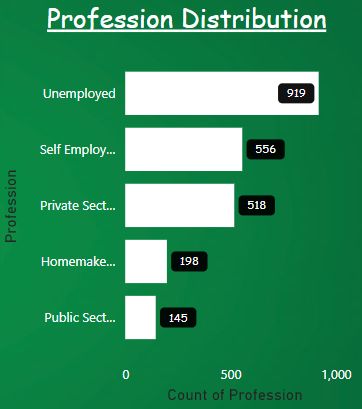 Profession Distribution
Unemployed 919
Self Employ... 556
Private Sect... 518
Homemake... 198
Public Sect... 145
Profession
0 500 1,000
Count of Profession